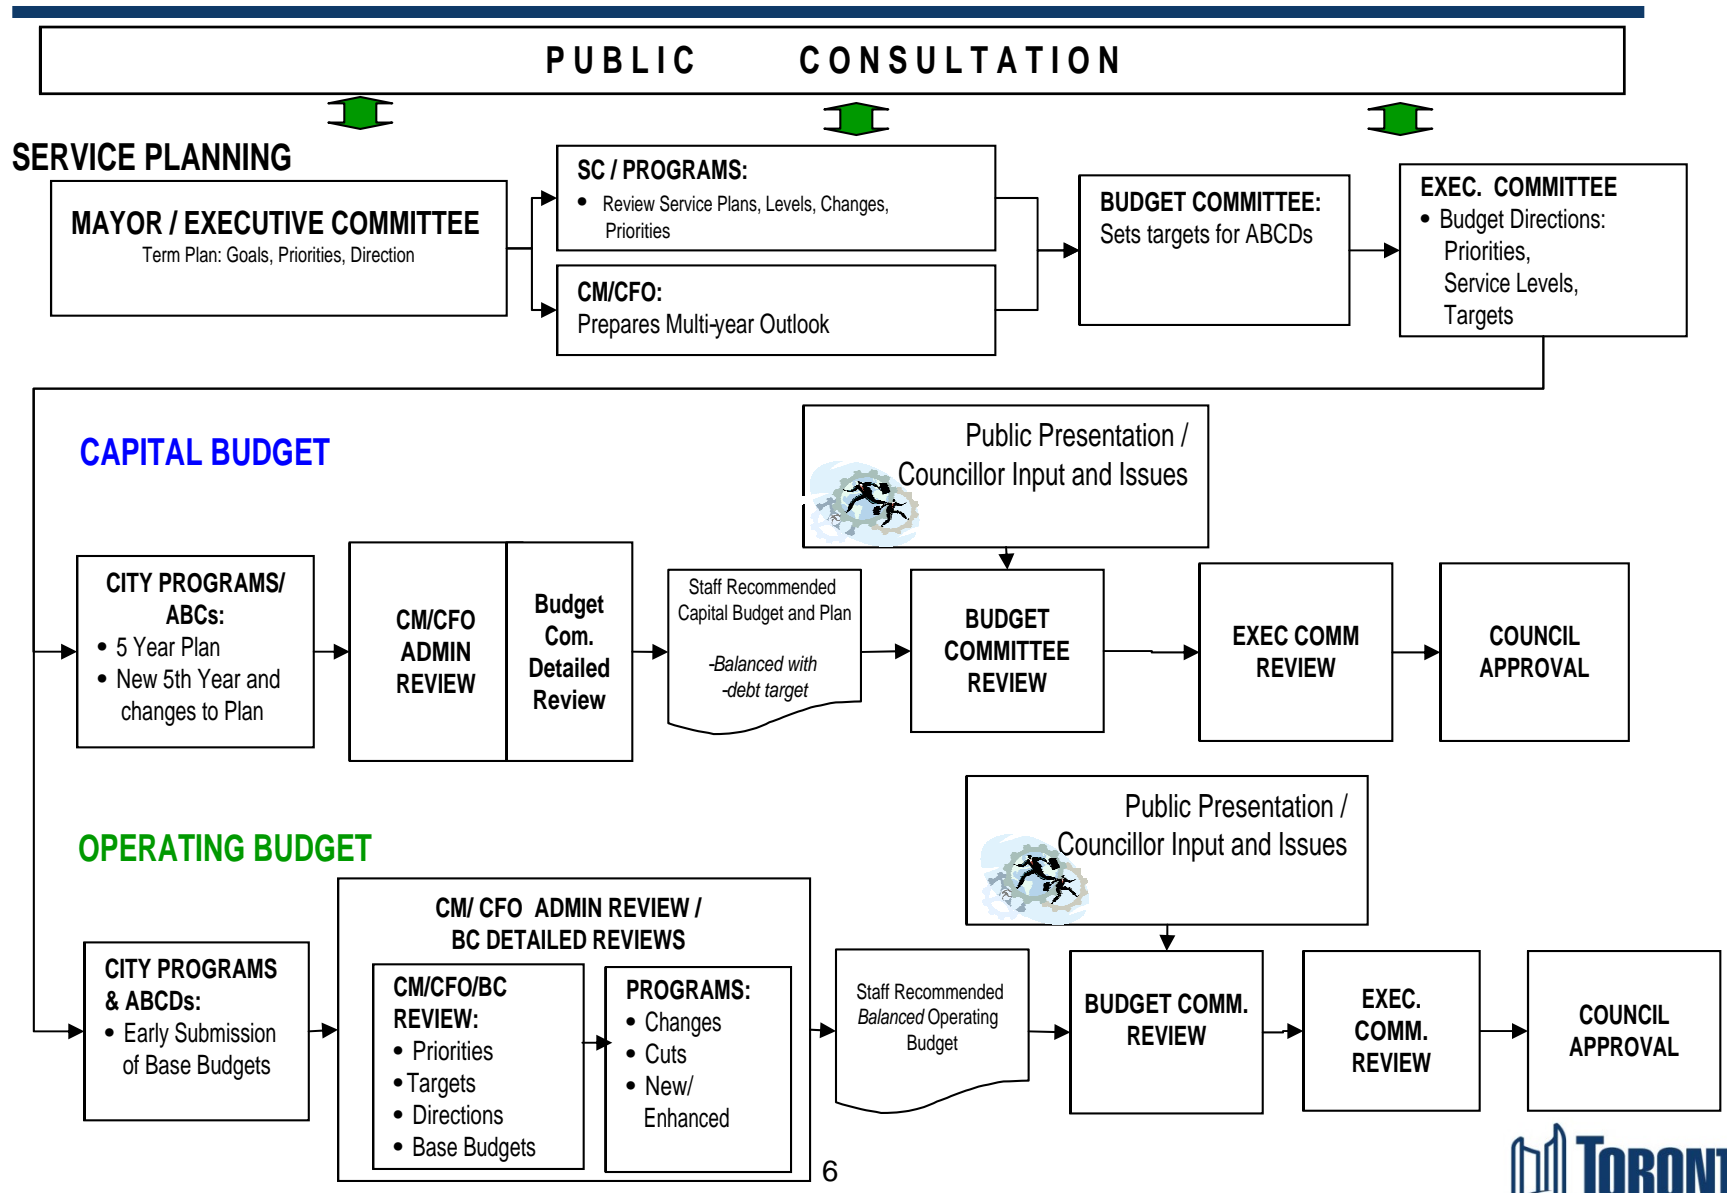 PUBLIC CONSULTATION
SERVICE PLANNING
MAYOR / EXECUTIVE COMMITTEE
Term Plan: Goals, Priorities, Direction
SC / PROGRAMS:
• Review Service Plans, Levels, Changes,
Priorities
CM/CFO:
Prepares Multi-year Outlook
BUDGET COMMITTEE:
Sets targets for ABCDs
EXEC. COMMITTEE
• Budget Directions:
Priorities,
Service Levels,
Targets
CAPITAL BUDGET
Public Presentation /
Councillor Input and Issues
CITY PROGRAMS/
ABCs:
• 5 Year Plan
• New 5th Year and
changes to Plan
CM/CFO
ADMIN
REVIEW
Budget
Com.
Detailed
Review
Staff Recommended
Capital Budget and Plan
-Balanced with
-debt target
BUDGET
COMMITTEE
REVIEW
EXEC COMM
REVIEW
COUNCIL
APPROVAL
OPERATING BUDGET
Public Presentation /
Councillor Input and Issues
CITY PROGRAMS
& ABCDs:
• Early Submission
of Base Budgets
CM/ CFO ADMIN REVIEW /
BC DETAILED REVIEWS
CM/CFO/BC
REVIEW:
• Priorities
• Targets
• Directions
• Base Budgets
PROGRAMS:
• Changes
• Cuts
• New/
Enhanced
Staff Recommended
Balanced Operating
Budget
BUDGET COMM.
REVIEW
EXEC.
COMM.
REVIEW
COUNCIL
APPROVAL
6
TORONT